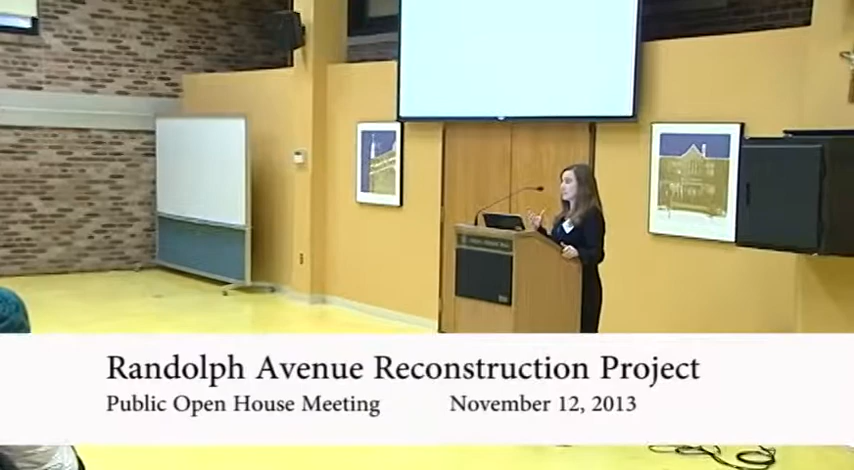 Randolph Avenue Reconstruction Project
Public Open House Meeting November 12, 2013